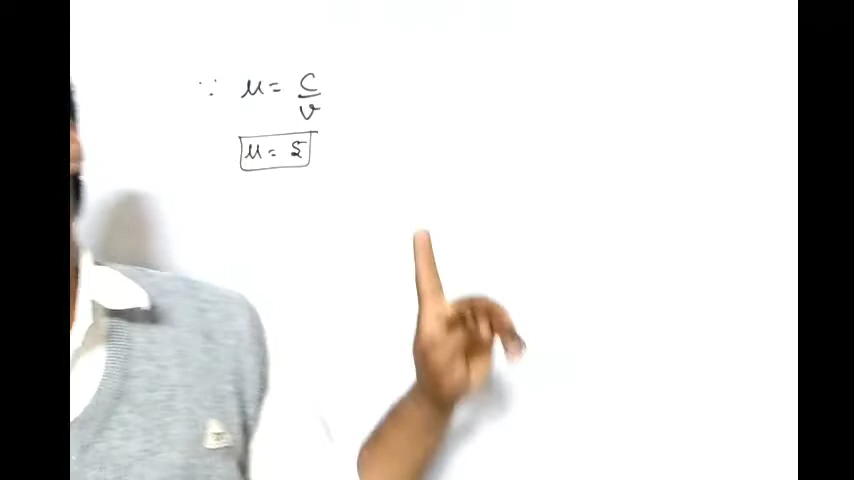 ∵ μ = c/v
μ = 5